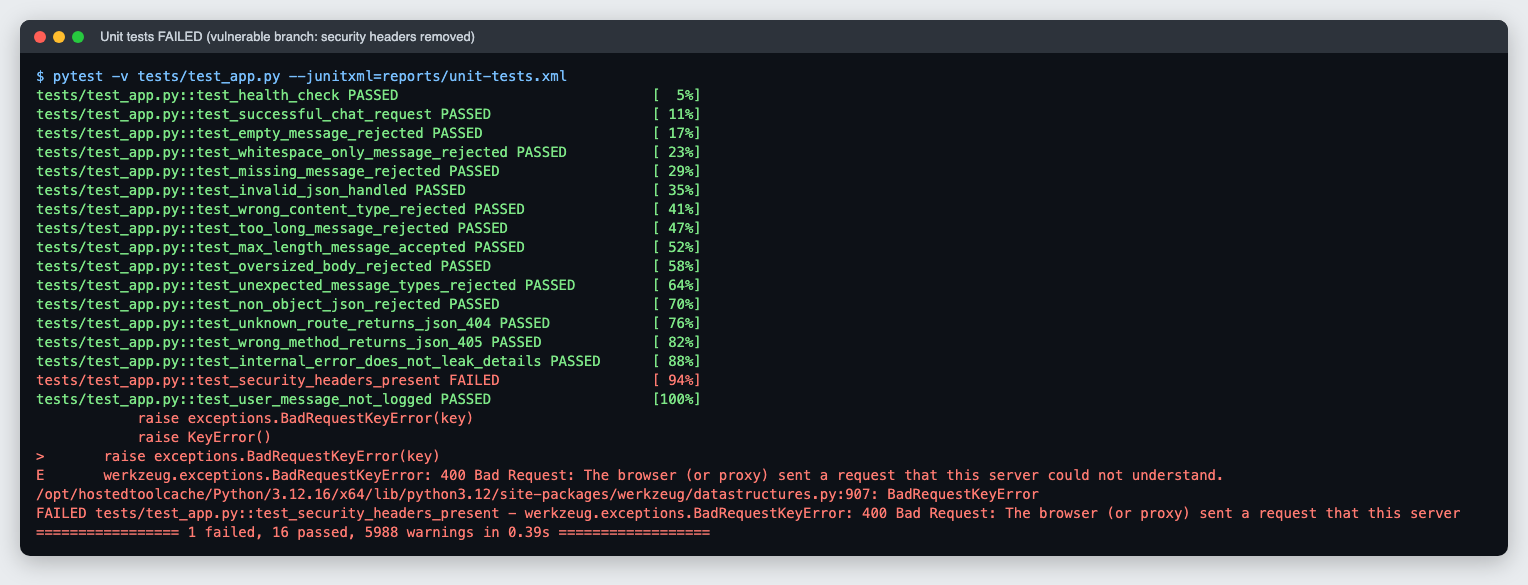 Unit tests FAILED (vulnerable branch: security headers removed)
$ pytest -v tests/test_app.py --junitxml=reports/unit-tests.xml
tests/test_app.py::test_health_check PASSED [  5%]
tests/test_app.py::test_successful_chat_request PASSED [ 11%]
tests/test_app.py::test_empty_message_rejected PASSED [ 17%]
tests/test_app.py::test_whitespace_only_message_rejected PASSED [ 23%]
tests/test_app.py::test_missing_message_rejected PASSED [ 29%]
tests/test_app.py::test_invalid_json_handled PASSED [ 35%]
tests/test_app.py::test_wrong_content_type_rejected PASSED [ 41%]
tests/test_app.py::test_too_long_message_rejected PASSED [ 47%]
tests/test_app.py::test_max_length_message_accepted PASSED [ 52%]
tests/test_app.py::test_oversized_body_rejected PASSED [ 58%]
tests/test_app.py::test_unexpected_message_types_rejected PASSED [ 64%]
tests/test_app.py::test_non_object_json_rejected PASSED [ 70%]
tests/test_app.py::test_unknown_route_returns_json_404 PASSED [ 76%]
tests/test_app.py::test_wrong_method_returns_json_405 PASSED [ 82%]
tests/test_app.py::test_internal_error_does_not_leak_details PASSED [ 88%]
tests/test_app.py::test_security_headers_present FAILED [ 94%]
tests/test_app.py::test_user_message_not_logged PASSED [100%]
raise exceptions.BadRequestKeyError(key)
raise KeyError()
> raise exceptions.BadRequestKeyError(key)
E werkzeug.exceptions.BadRequestKeyError: 400 Bad Request: The browser (or proxy) sent a request that this server could not understand.
/opt/hostedtoolcache/Python/3.12.16/x64/lib/python3.12/site-packages/werkzeug/datastructures.py:907: BadRequestKeyError
FAILED tests/test_app.py::test_security_headers_present - werkzeug.exceptions.BadRequestKeyError: 400 Bad Request: The browser (or proxy) sent a request that this server
================= 1 failed, 16 passed, 5988 warnings in 0.39s ==================